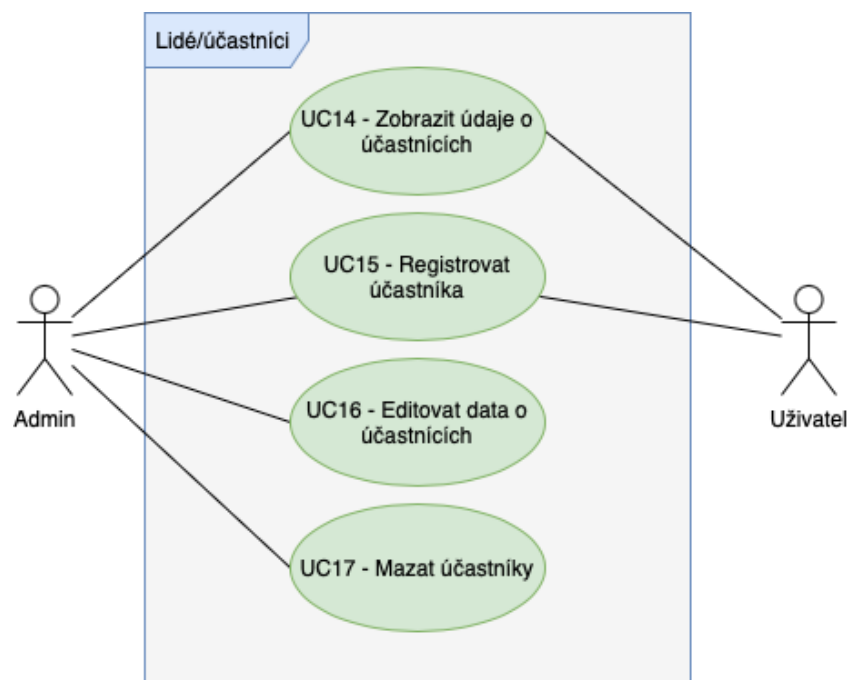 Lidé/účastníci
UC14 - Zobrazit údaje o
účastnících
UC15 - Registrovat
účastníka
UC16 - Editovat data o
účastnících
UC17 - Mazat účastníky
Admin
Uživatel